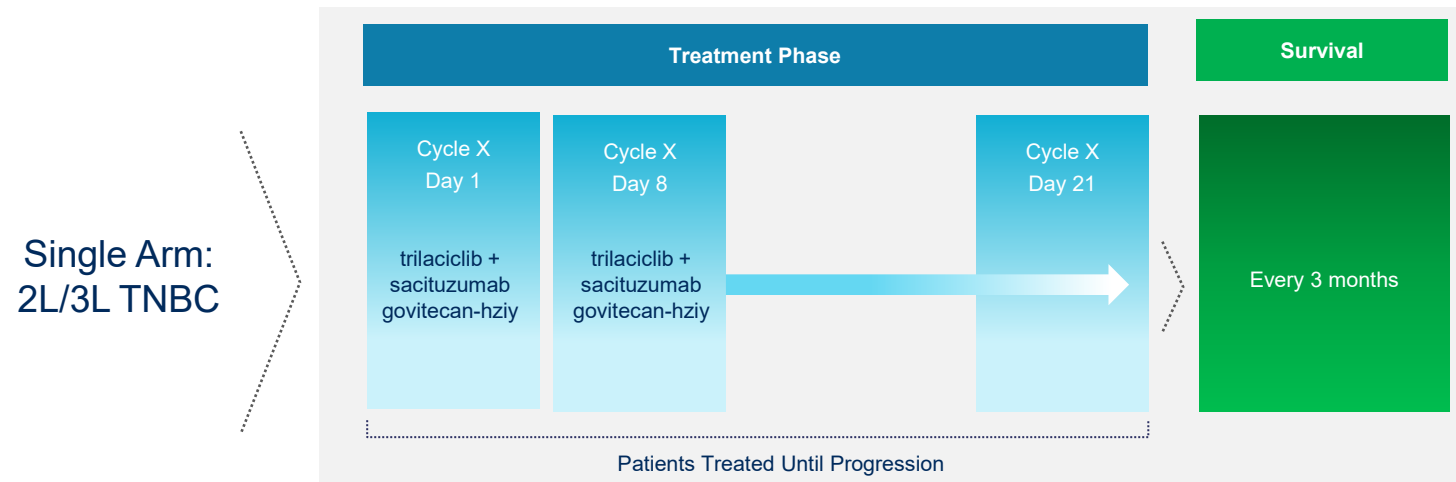 Treatment Phase
Survival
Single Arm:
2L/3L TNBC
Cycle X
Day 1
trilaciclib +
sacituzumab
govitecan-hziy
Cycle X
Day 8
trilaciclib +
sacituzumab
govitecan-hziy
Cycle X
Day 21
Every 3 months
Patients Treated Until Progression